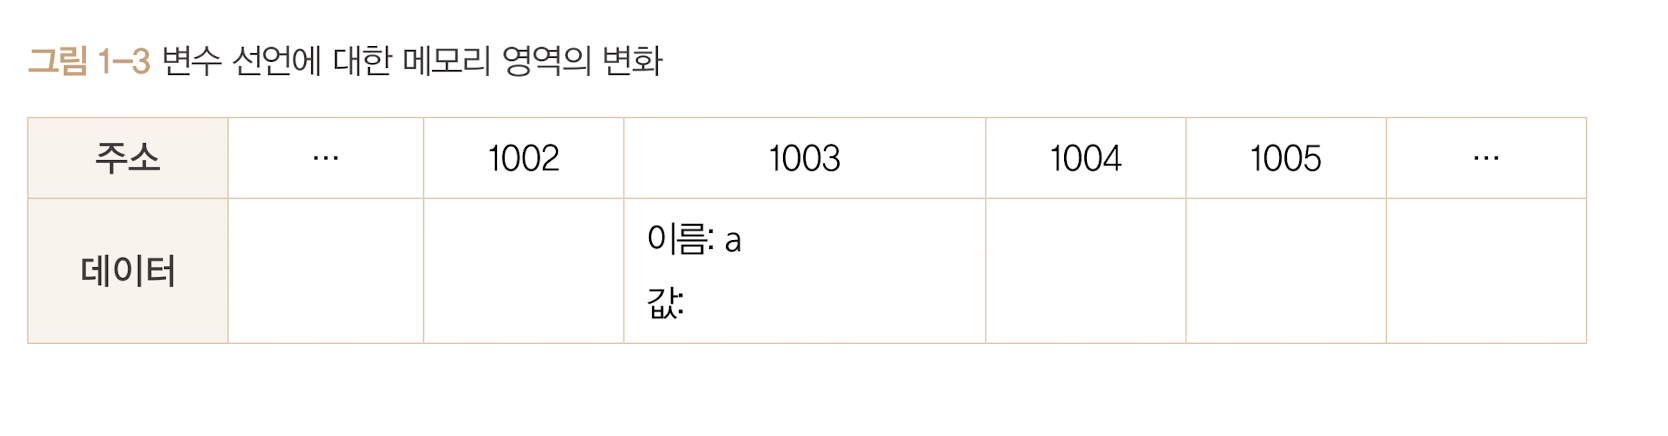 그림 1-3 변수 선언에 대한 메모리 영역의 변화
주소 … 1002 1003 1004 1005 …
데이터 이름: a
값: